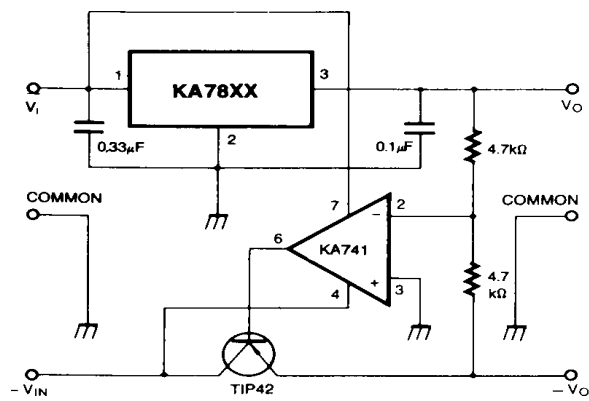 1
KA78XX
3
V_I
V_O
2
0.33μF
0.1μF
4.7kΩ
COMMON
COMMON
7
2
−
6
KA741
4
+
3
4.7
kΩ
− V_IN
TIP42
− V_O